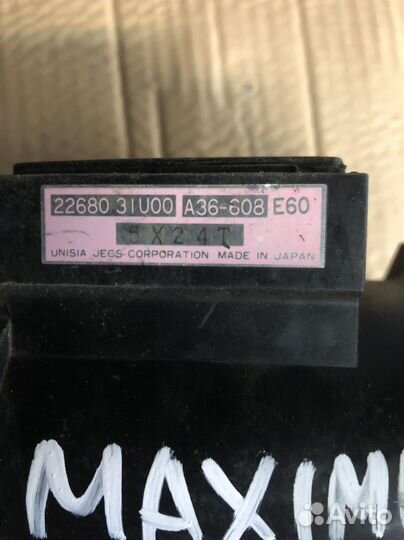 22680 31U00 A36-608 E60
5X24T
UNISIA JECS CORPORATION MADE IN JAPAN
MAXIM
Avito